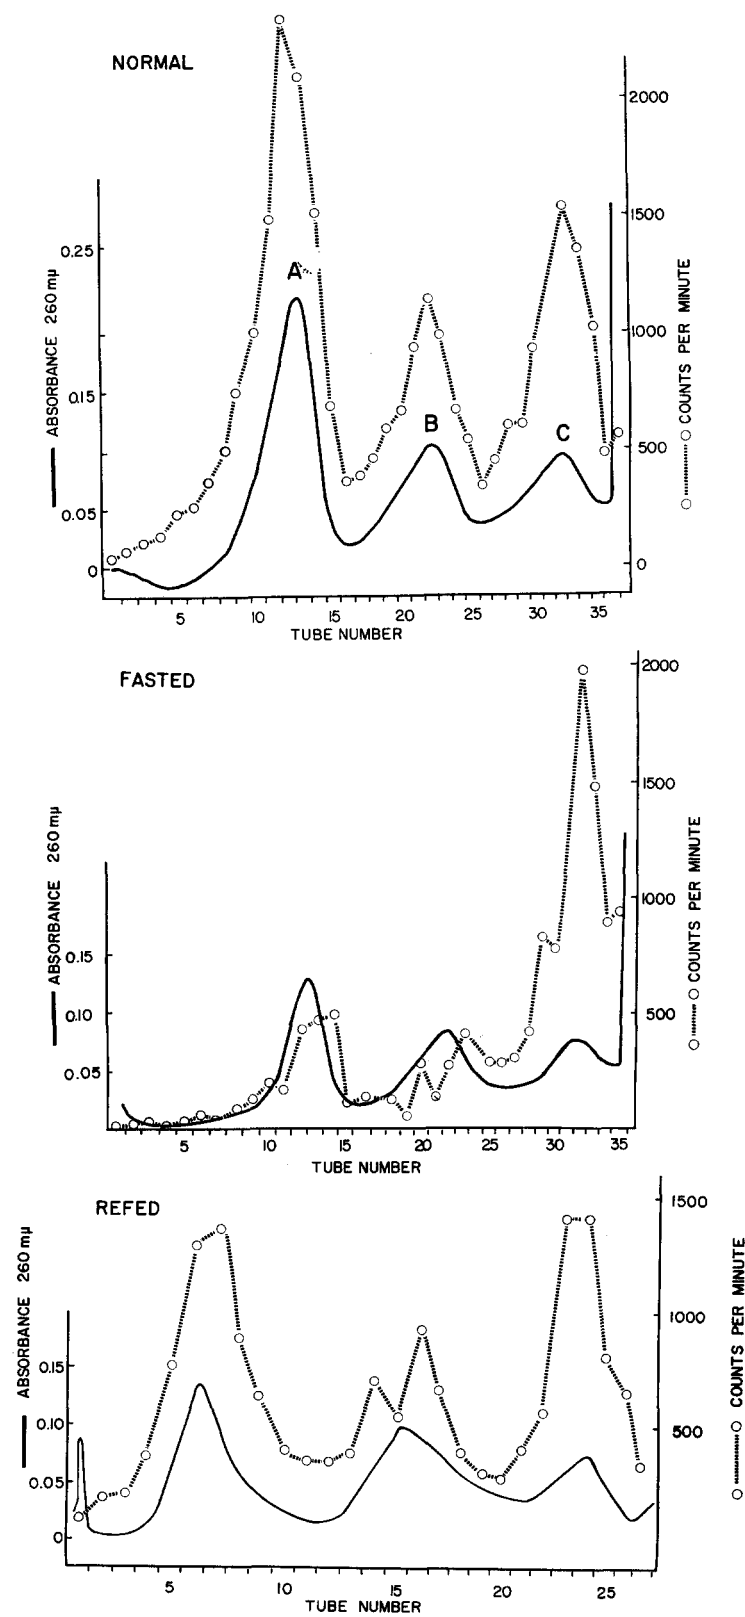 NORMAL
2000
1500
1000
500
0
COUNTS PER MINUTE
ABSORBANCE 260 mµ
0.25
0.15
0.05
0
A
B
C
5 10 15 20 25 30 35
TUBE NUMBER
FASTED
2000
1500
1000
500
COUNTS PER MINUTE
ABSORBANCE 260 mµ
0.15
0.10
0.05
5 10 15 20 25 30 35
TUBE NUMBER
REFED
1500
1000
500
COUNTS PER MINUTE
ABSORBANCE 260 mµ
0.15
0.10
0.05
0
5 10 15 20 25
TUBE NUMBER